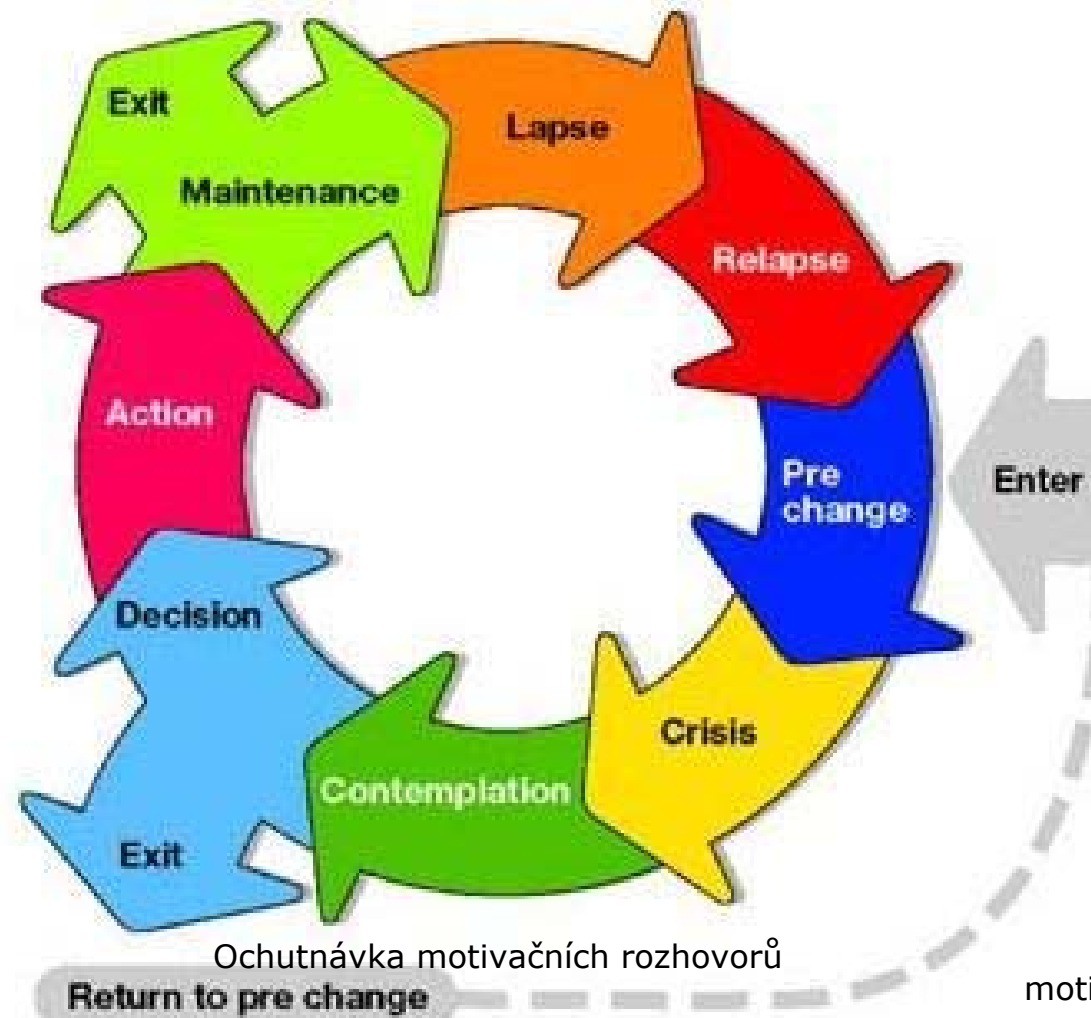 Exit
Lapse
Maintenance
Relapse
Action
Pre
change
Enter
Decision
Crisis
Contemplation
Exit
Ochutnávka motivačních rozhovorů
Return to pre change
moti